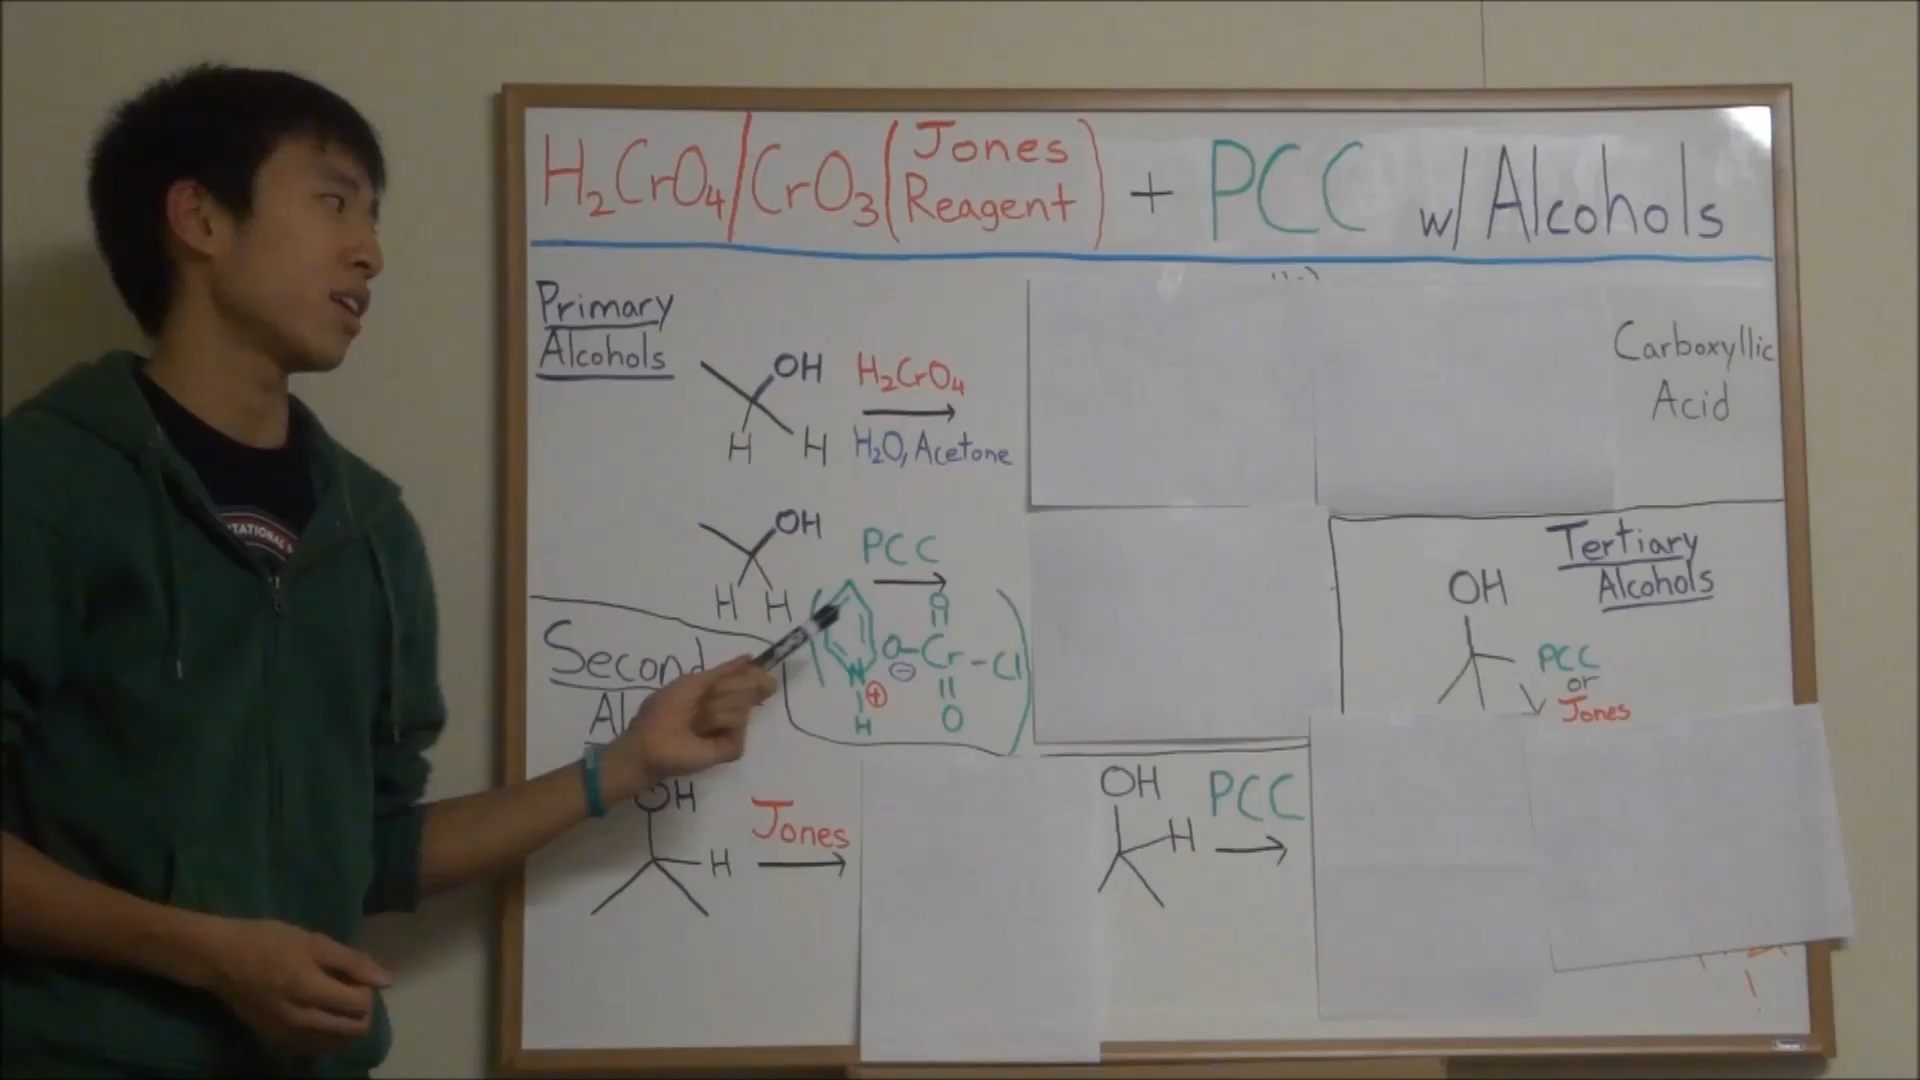 H₂CrO₄/CrO₃(Jones Reagent) + PCC w/ Alcohols
Primary
Alcohols
OH
H H
H₂CrO₄
H₂O, Acetone
Carboxyllic
Acid
OH
H H
PCC
N
⊕
H
O-Cr-Cl
⊖
O
O
Tertiary
Alcohols
OH
PCC
or
Jones
Second
Al
OH
H
Jones
OH
H
PCC